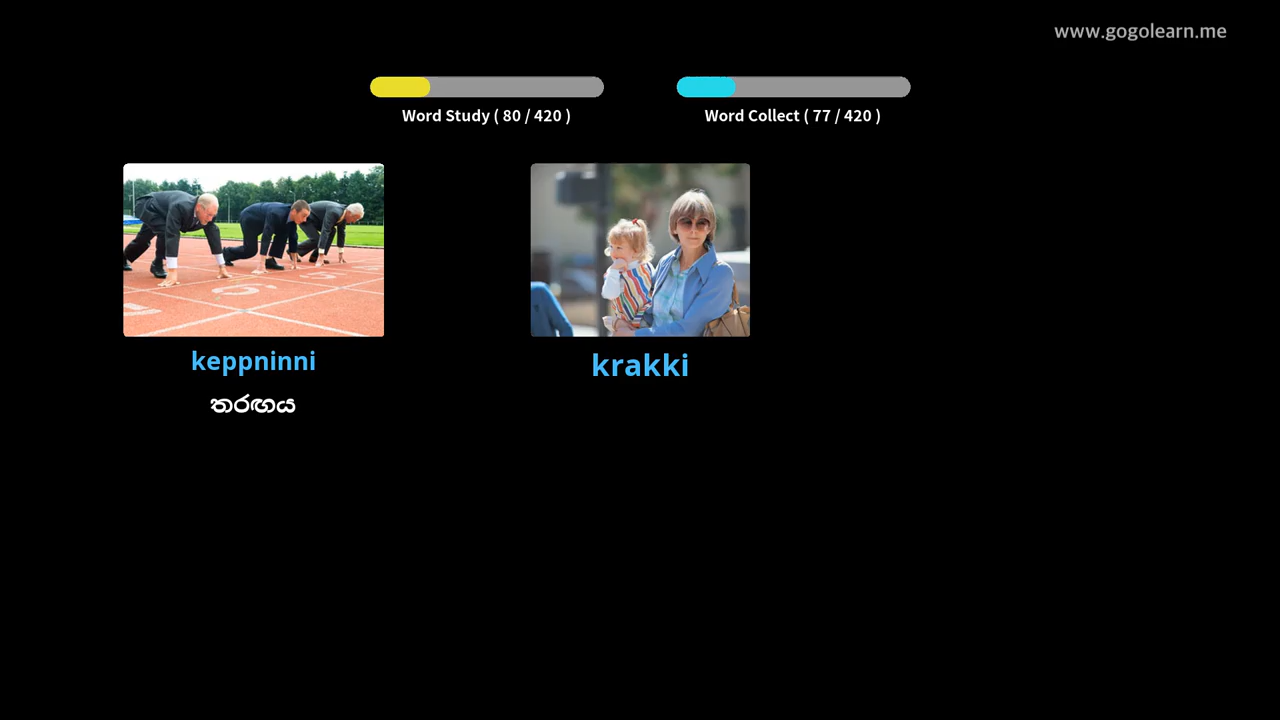 www.gogolearn.me
Word Study ( 80 / 420 )
Word Collect ( 77 / 420 )
keppninni
තරඟය
krakki